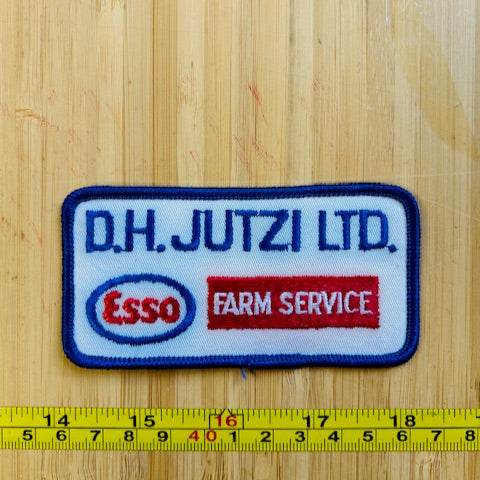 D.H. JUTZI LTD.
Esso FARM SERVICE
14 15 16 17 18
5 6 7 8 9 40 1 2 3 4 5 6 7 8